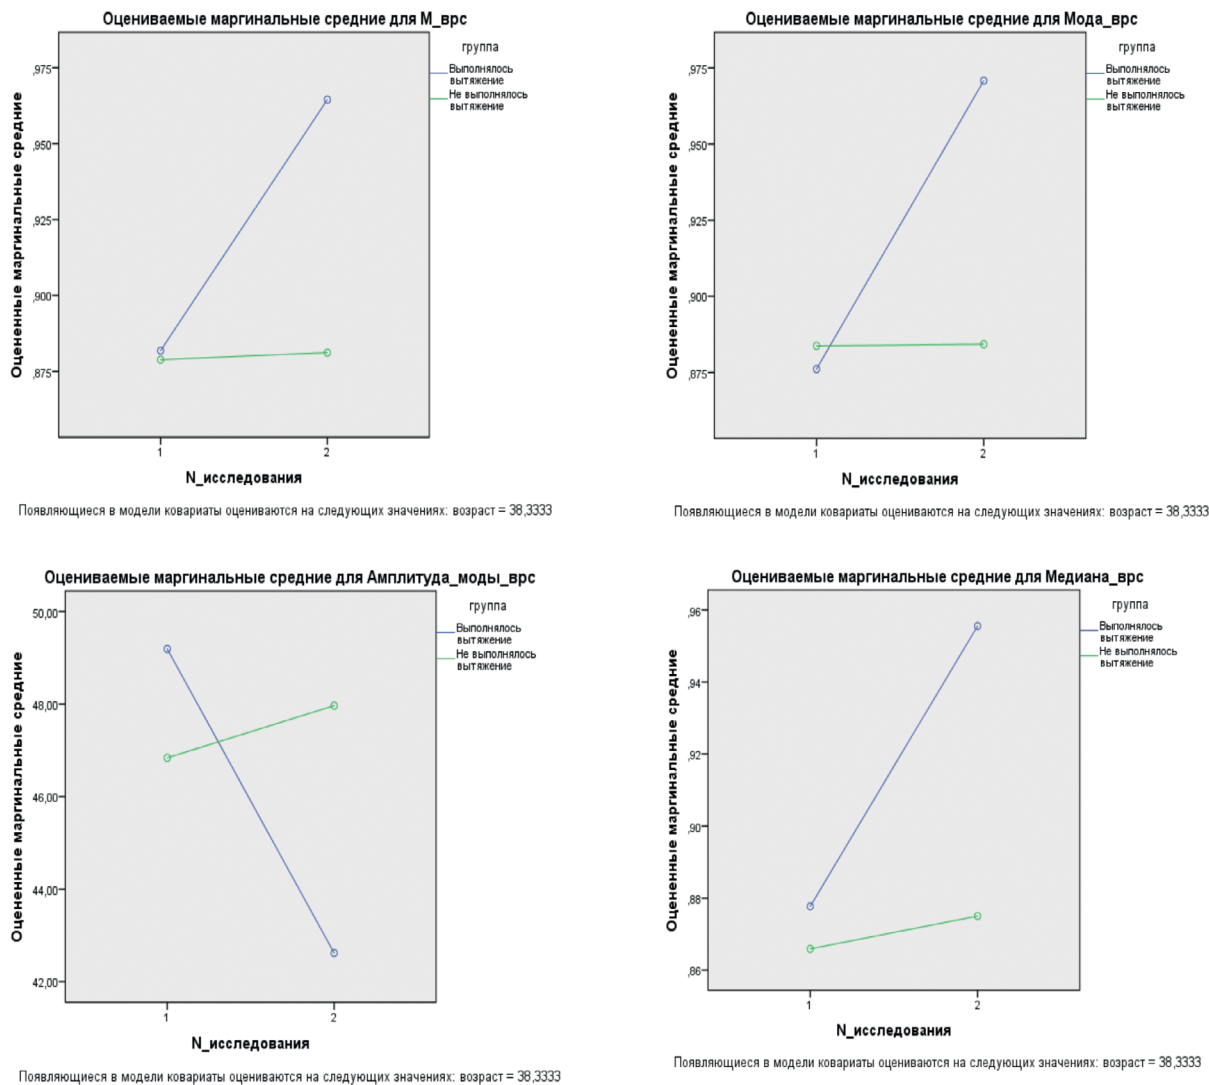 Оцениваемые маргинальные средние для М_врс
группа
Выполнялось
вытяжение
Не выполнялось
вытяжение
Оцененные маргинальные средние
,975
,950
,925
,900
,875
1
2
N_исследования
Появляющиеся в модели ковариаты оцениваются на следующих значениях: возраст = 38,3333
Оцениваемые маргинальные средние для Мода_врс
группа
Выполнялось
вытяжение
Не выполнялось
вытяжение
Оцененные маргинальные средние
,975
,950
,925
,900
,875
1
2
N_исследования
Появляющиеся в модели ковариаты оцениваются на следующих значениях: возраст = 38,3333
Оцениваемые маргинальные средние для Амплитуда_моды_врс
группа
Выполнялось
вытяжение
Не выполнялось
вытяжение
Оцененные маргинальные средние
50,00
48,00
46,00
44,00
42,00
1
2
N_исследования
Появляющиеся в модели ковариаты оцениваются на следующих значениях: возраст = 38,3333
Оцениваемые маргинальные средние для Медиана_врс
группа
Выполнялось
вытяжение
Не выполнялось
вытяжение
Оцененные маргинальные средние
,96
,94
,92
,90
,88
,86
1
2
N_исследования
Появляющиеся в модели ковариаты оцениваются на следующих значениях: возраст = 38,3333